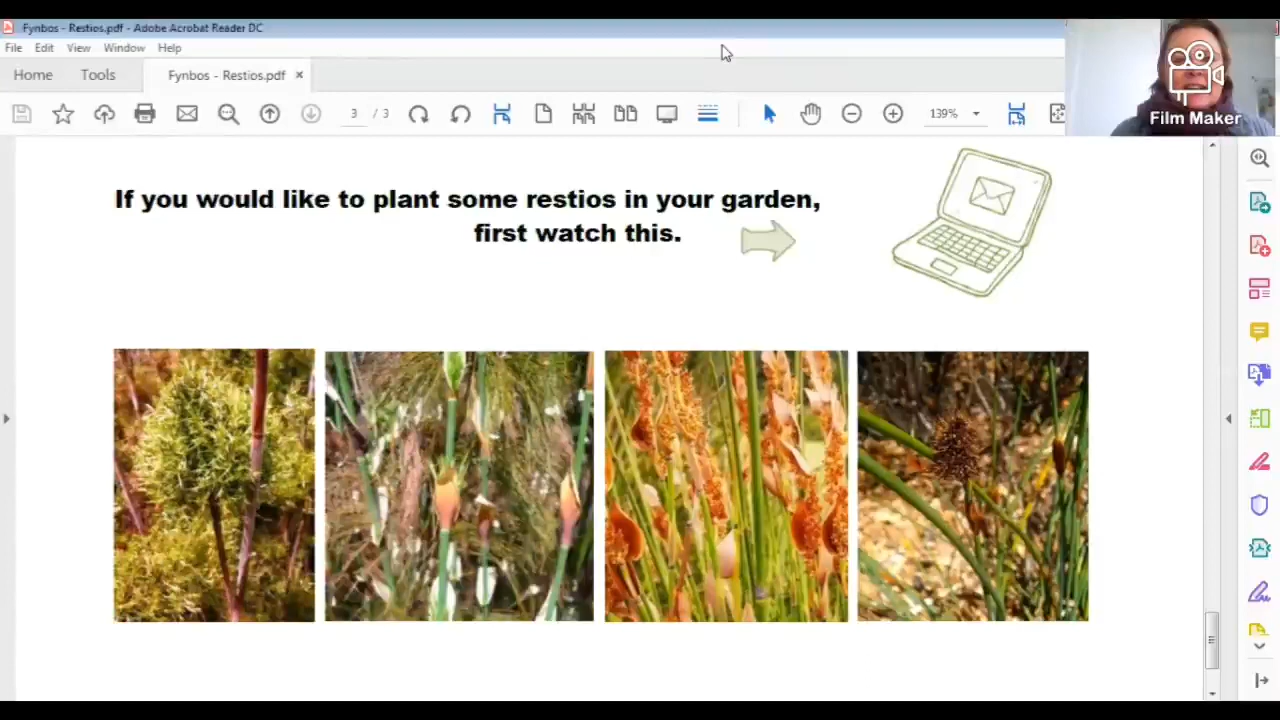 Fynbos - Restios.pdf - Adobe Acrobat Reader DC
File Edit View Window Help
Home Tools Fynbos - Restios.pdf ×
3 / 3 139%
Film Maker
If you would like to plant some restios in your garden,
first watch this.